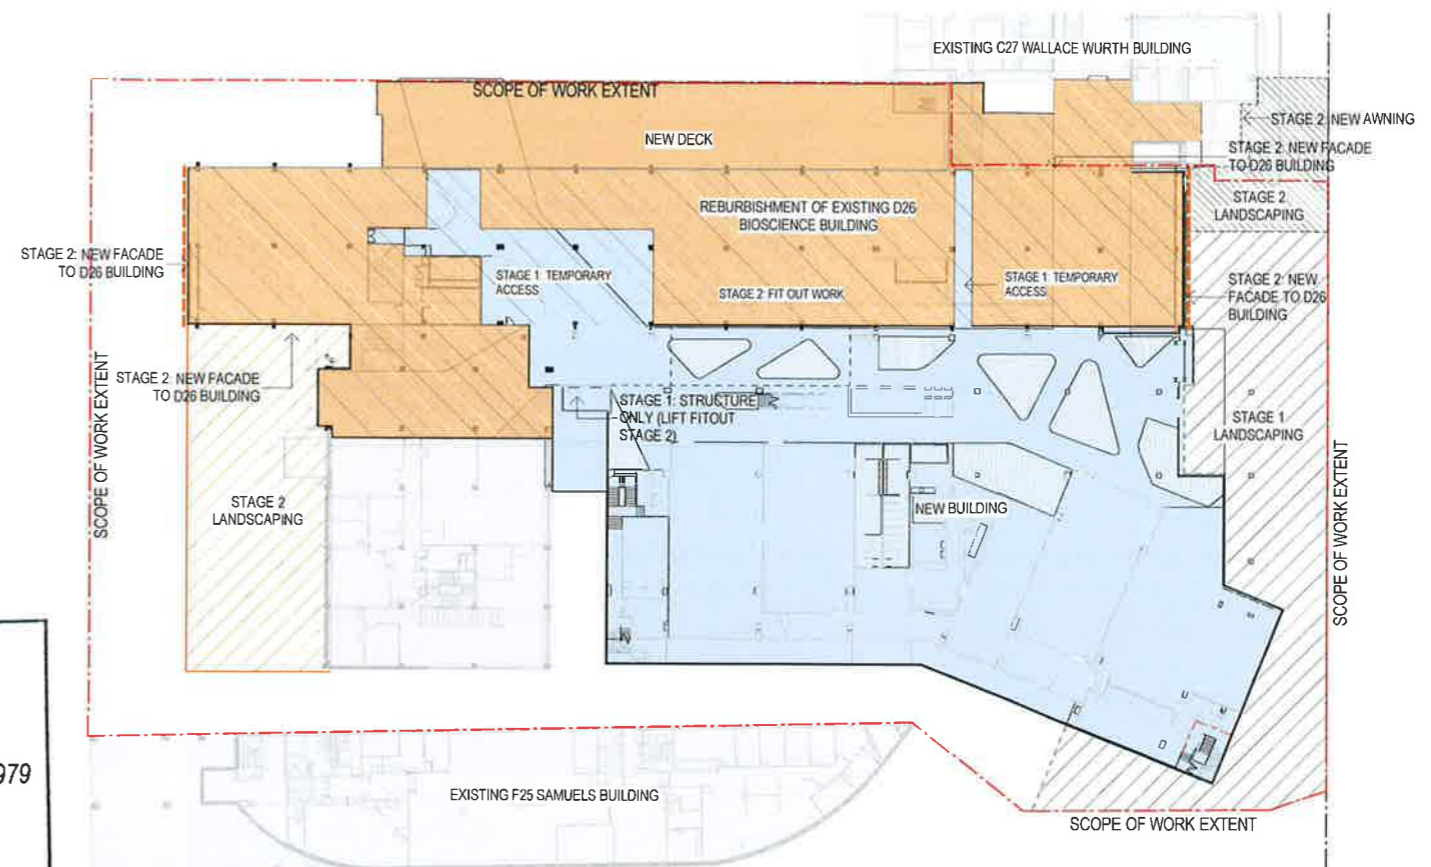 EXISTING C27 WALLACE WURTH BUILDING
SCOPE OF WORK EXTENT
STAGE 2: NEW AWNING
NEW DECK
STAGE 2: NEW FACADE
TO D26 BUILDING
STAGE 2
LANDSCAPING
REBURBISHMENT OF EXISTING D26
BIOSCIENCE BUILDING
STAGE 2: NEW FACADE
TO D26 BUILDING
STAGE 1: TEMPORARY
ACCESS
STAGE 2: FIT OUT WORK
STAGE 1: TEMPORARY
ACCESS
STAGE 2: NEW
FACADE TO D26
BUILDING
STAGE 2: NEW FACADE
TO D26 BUILDING
SCOPE OF WORK EXTENT
STAGE 1: STRUCTURE
ONLY (LIFT FITOUT
STAGE 2)
STAGE 1
LANDSCAPING
SCOPE OF WORK EXTENT
STAGE 2
LANDSCAPING
NEW BUILDING
979
EXISTING F25 SAMUELS BUILDING
SCOPE OF WORK EXTENT